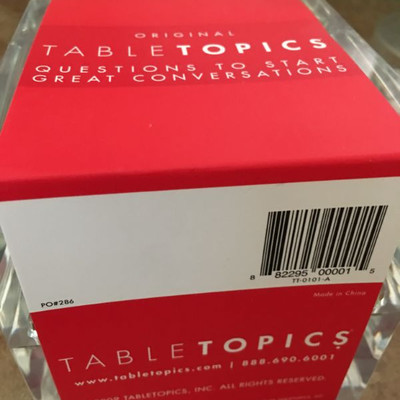 ORIGINAL
TABLETOPICS
QUESTIONS TO START
GREAT CONVERSATIONS
8 82295 00001 5
TT-0101-A
PO#286
Made in China
TABLETOPICS
www.tabletopics.com | 888.690.6001
TABLETOPICS, INC. ALL RIGHTS RESERVED.